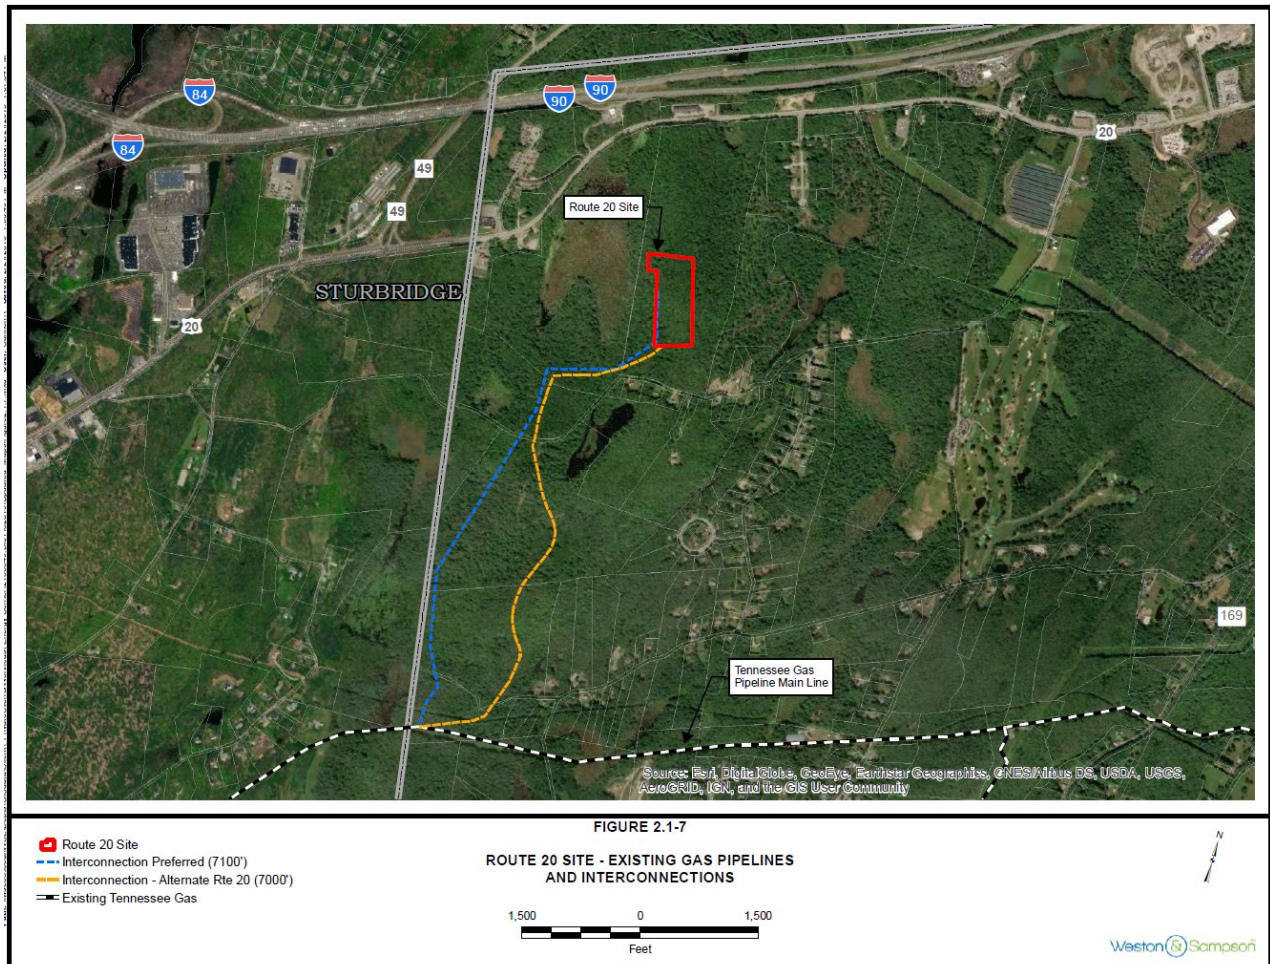 84
90
90
84
20
49
49
Route 20 Site
STURBRIDGE
20
169
Tennessee Gas
Pipeline Main Line
Source: Esri, DigitalGlobe, GeoEye, Earthstar Geographics, CNES/Airbus DS, USDA, USGS,
AeroGRID, IGN, and the GIS User Community
FIGURE 2.1-7
ROUTE 20 SITE - EXISTING GAS PIPELINES
AND INTERCONNECTIONS
Route 20 Site
Interconnection Preferred (7100')
Interconnection - Alternate Rte 20 (7000')
Existing Tennessee Gas
1,500 0 1,500
Feet
N
Weston & Sampson